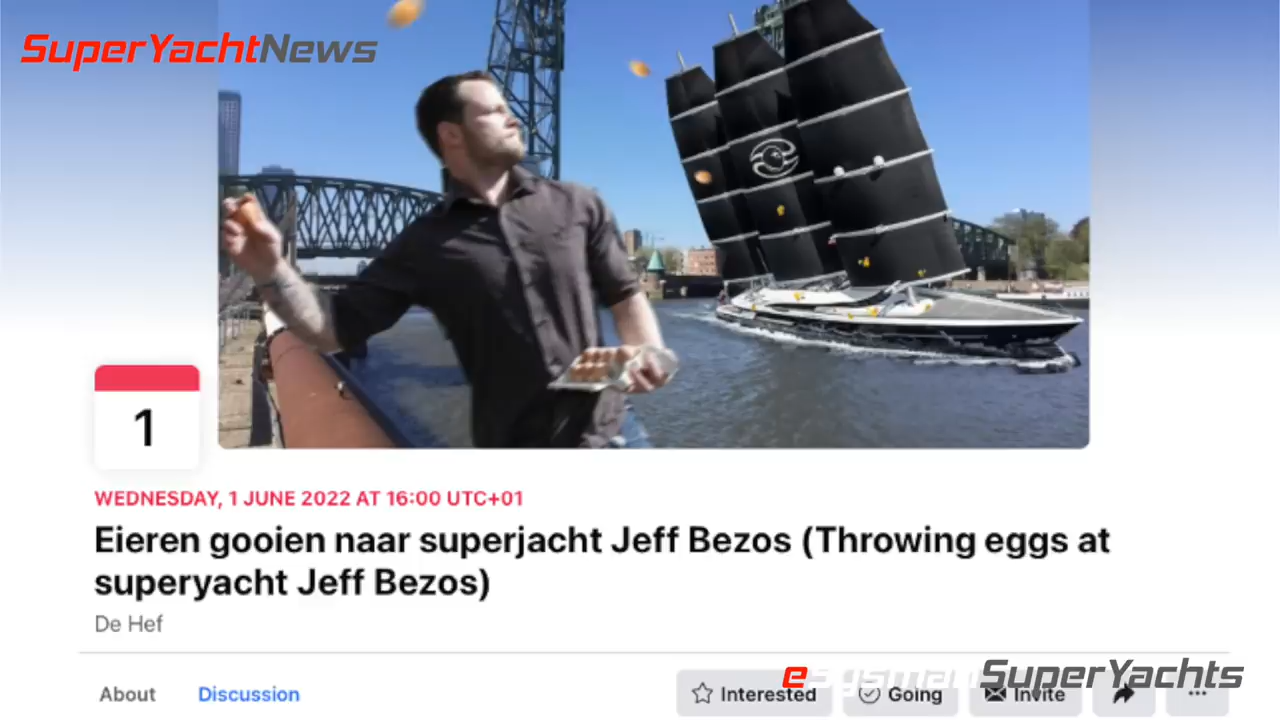 SuperYachtNews
1
WEDNESDAY, 1 JUNE 2022 AT 16:00 UTC+01
Eieren gooien naar superjacht Jeff Bezos (Throwing eggs at
superyacht Jeff Bezos)
De Hef
About Discussion Interested Going Invite ···
eSysman SuperYachts